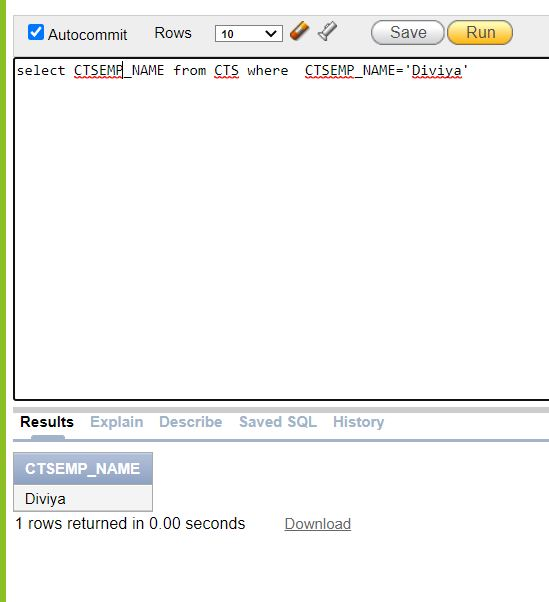 Autocommit Rows 10 Save Run
select CTSEMP_NAME from CTS where  CTSEMP_NAME='Diviya'
Results Explain Describe Saved SQL History
CTSEMP_NAME
Diviya
1 rows returned in 0.00 seconds Download